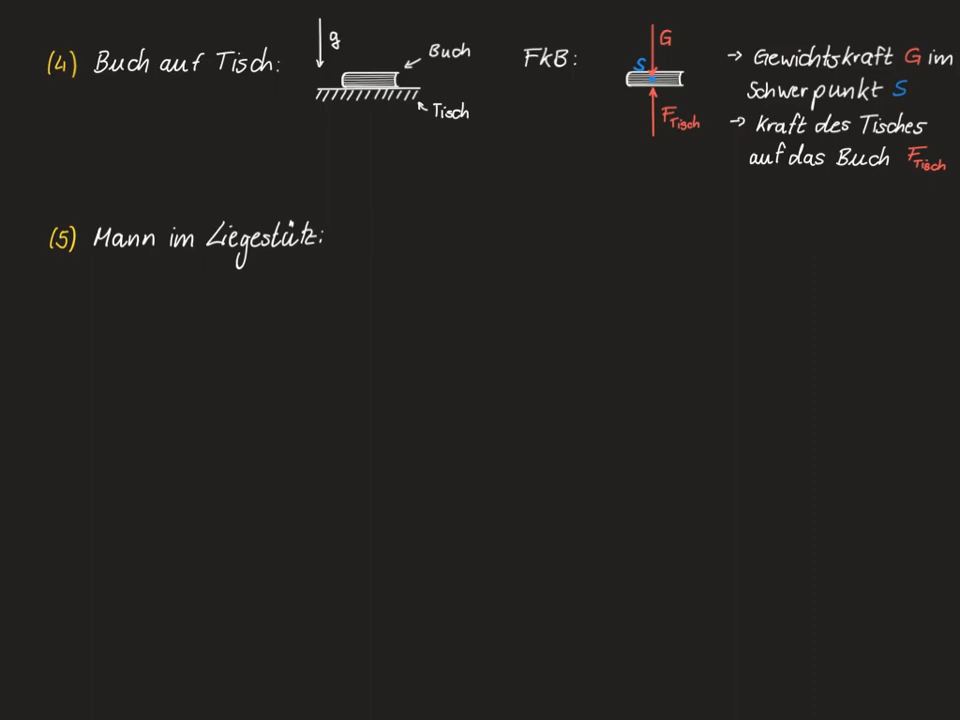 (4) Buch auf Tisch:
g
Buch
Tisch
FkB:
G
S
F_Tisch
→ Gewichtskraft G im
Schwerpunkt S
→ Kraft des Tisches
auf das Buch F_Tisch
(5) Mann im Liegestütz: